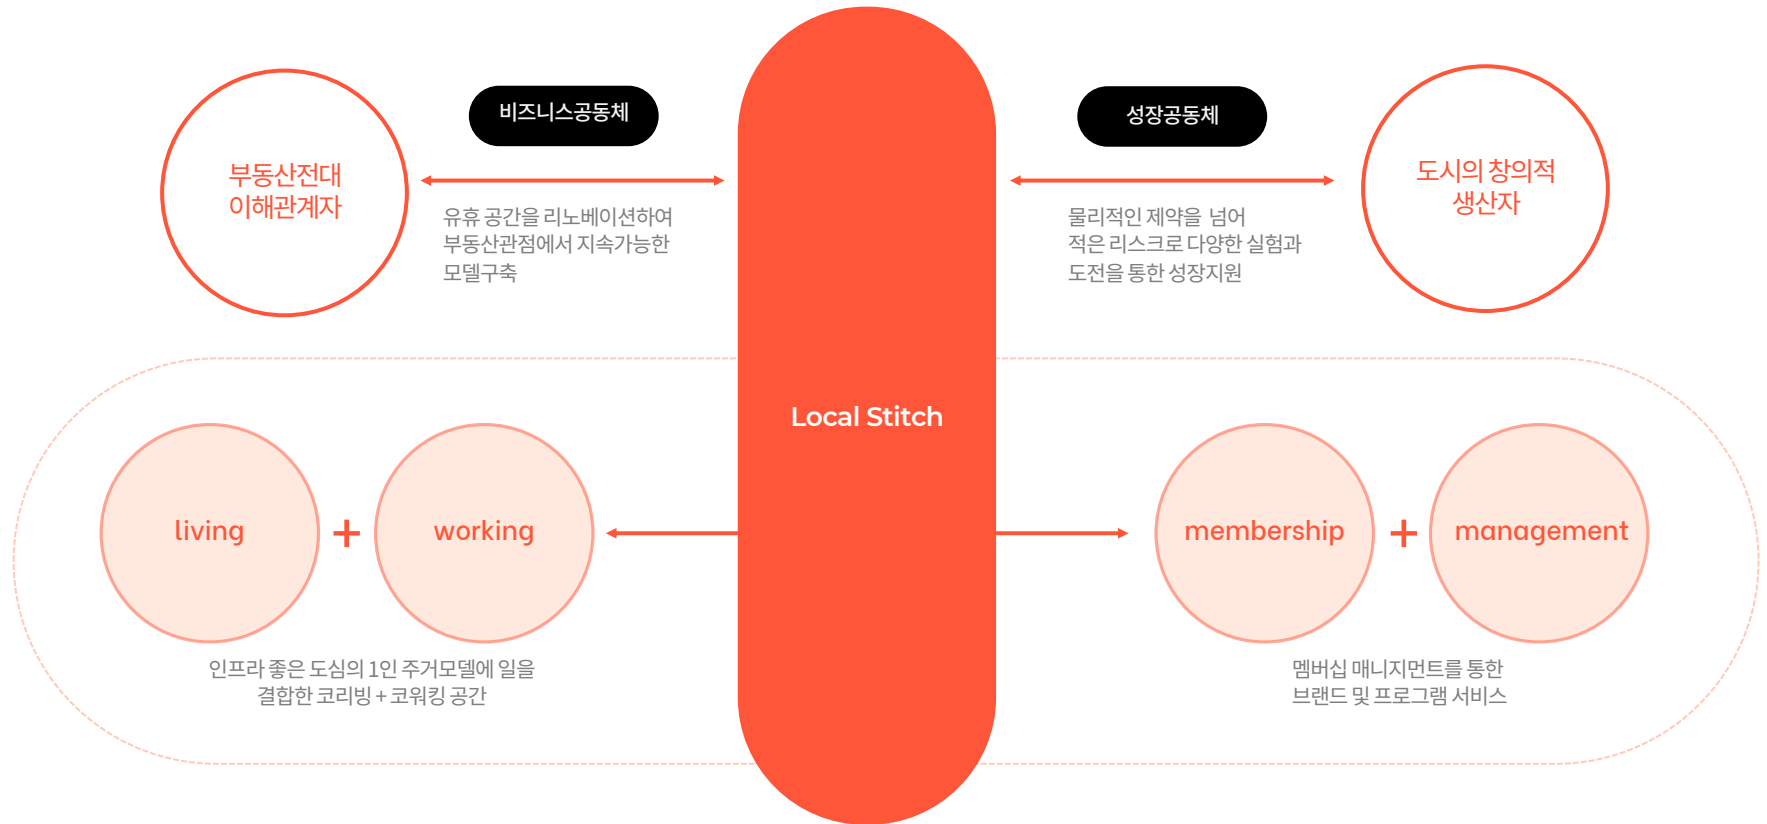 비즈니스공동체
성장공동체
부동산전대
이해관계자
도시의 창의적
생산자
유휴 공간을 리노베이션하여
부동산관점에서 지속가능한
모델구축
물리적인 제약을 넘어
적은 리스크로 다양한 실험과
도전을 통한 성장지원
Local Stitch
living
+
working
membership
+
management
인프라 좋은 도심의 1인 주거모델에 일을
결합한 코리빙 + 코워킹 공간
멤버십 매니지먼트를 통한
브랜드 및 프로그램 서비스